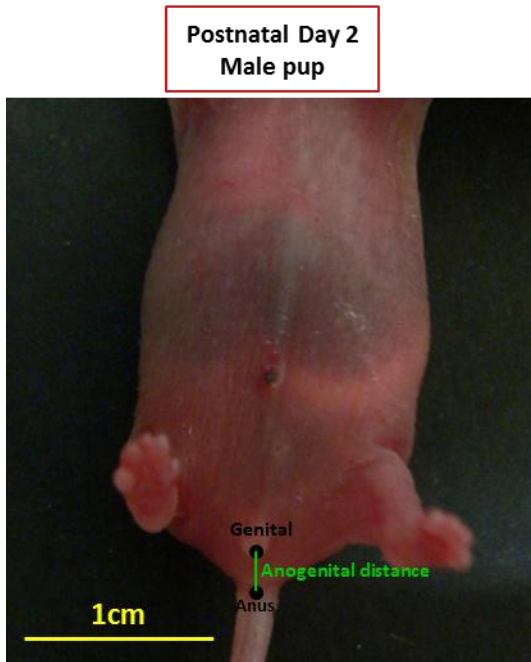 Postnatal Day 2
Male pup
Genital
Anogenital distance
Anus
1cm